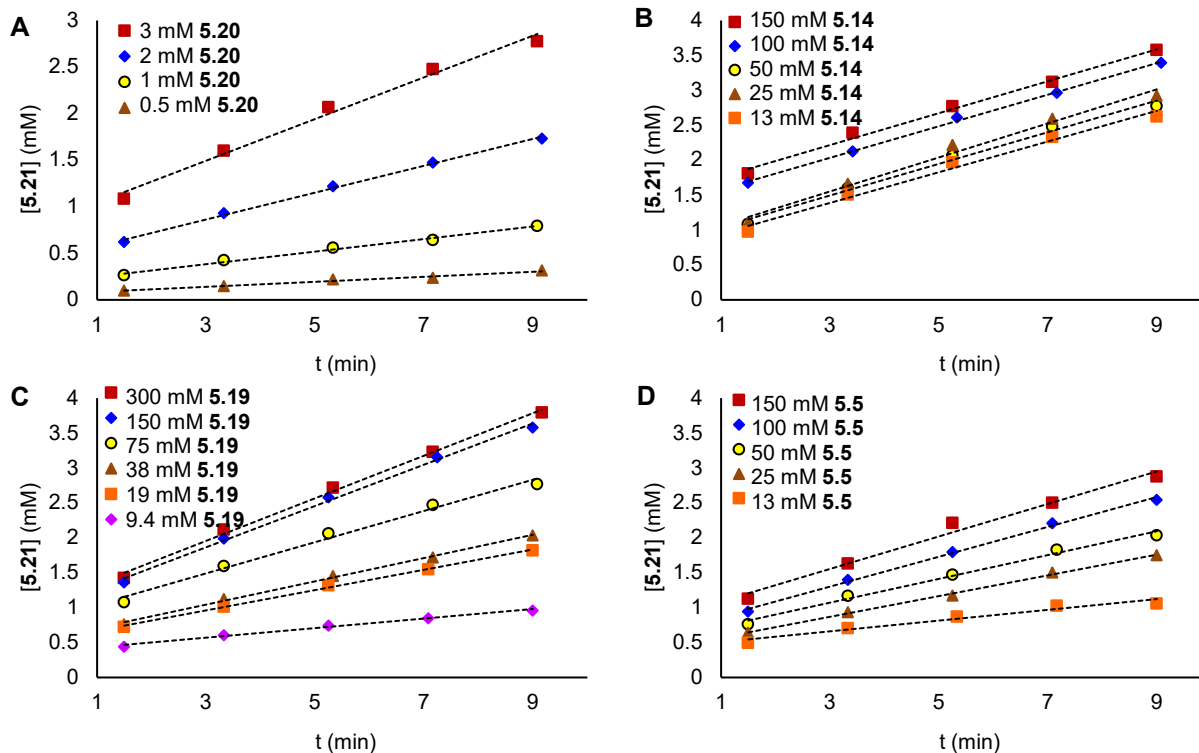 A
3 mM 5.20
2 mM 5.20
1 mM 5.20
0.5 mM 5.20
3
2.5
2
1.5
1
0.5
0
[5.21] (mM)
1 3 5 7 9
t (min)
B
150 mM 5.14
100 mM 5.14
50 mM 5.14
25 mM 5.14
13 mM 5.14
4
3.5
3
2.5
2
1.5
1
0.5
0
[5.21] (mM)
1 3 5 7 9
t (min)
C
300 mM 5.19
150 mM 5.19
75 mM 5.19
38 mM 5.19
19 mM 5.19
9.4 mM 5.19
4
3.5
3
2.5
2
1.5
1
0.5
0
[5.21] (mM)
1 3 5 7 9
t (min)
D
150 mM 5.5
100 mM 5.5
50 mM 5.5
25 mM 5.5
13 mM 5.5
4
3.5
3
2.5
2
1.5
1
0.5
0
[5.21] (mM)
1 3 5 7 9
t (min)